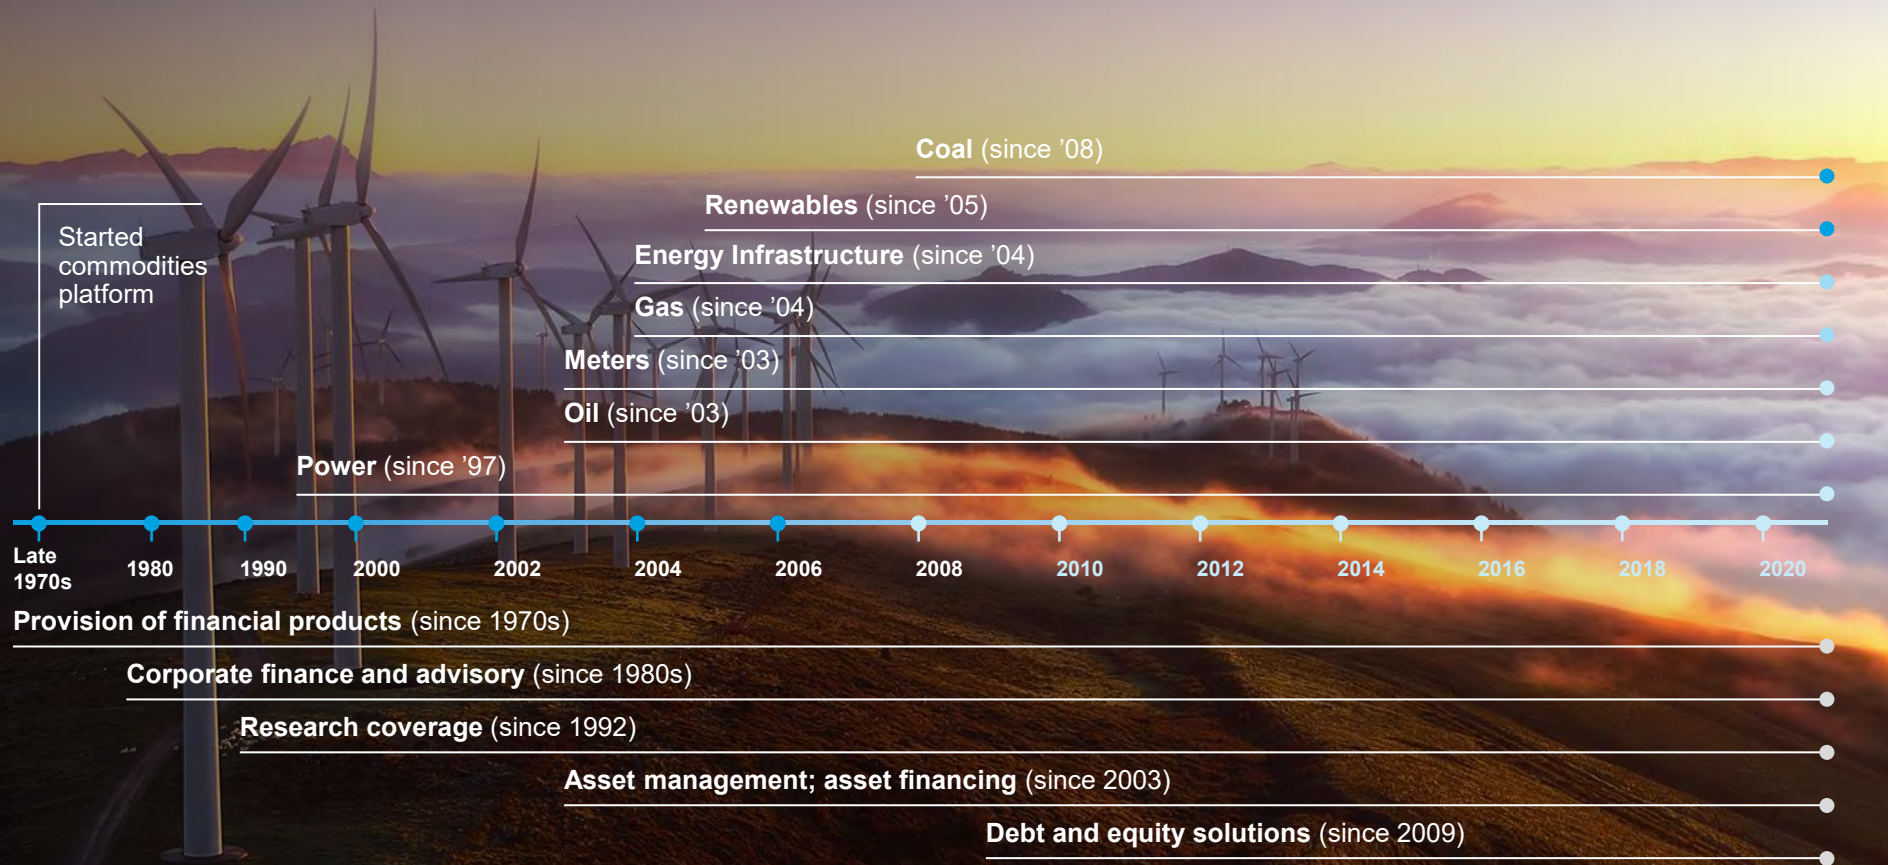 Coal (since ’08)
Renewables (since ’05)
Started
commodities
platform
Energy Infrastructure (since ’04)
Gas (since ’04)
Meters (since ’03)
Oil (since ’03)
Power (since ’97)
Late
1970s
1980
1990
2000
2002
2004
2006
2008
2010
2012
2014
2016
2018
2020
Provision of financial products (since 1970s)
Corporate finance and advisory (since 1980s)
Research coverage (since 1992)
Asset management; asset financing (since 2003)
Debt and equity solutions (since 2009)